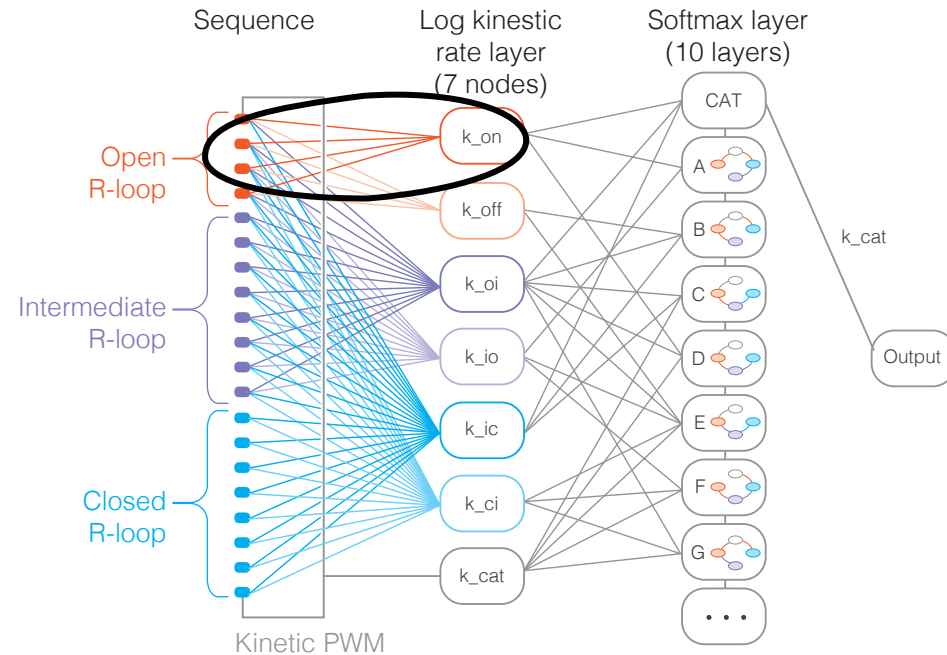 Sequence
Log kinestic
rate layer
(7 nodes)
Softmax layer
(10 layers)
Open
R-loop
Intermediate
R-loop
Closed
R-loop
Kinetic PWM
k_on
k_off
k_oi
k_io
k_ic
k_ci
k_cat
CAT
A
B
C
D
E
F
G
...
k_cat
Output